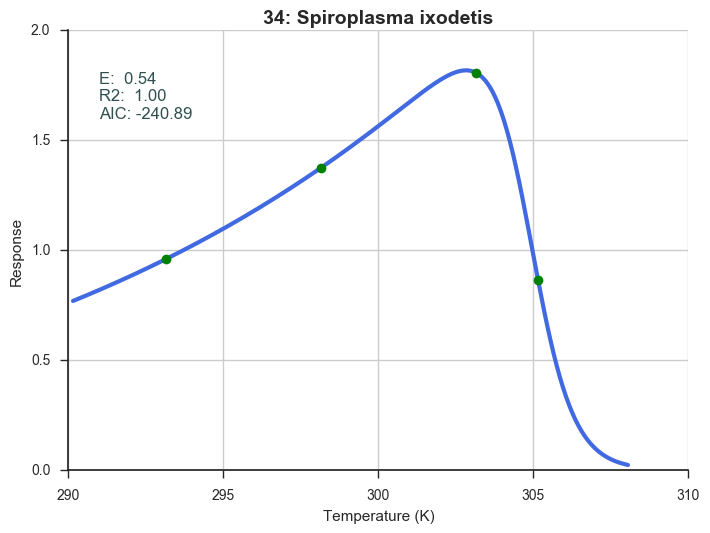 34: Spiroplasma ixodetis
E:  0.54
R2:  1.00
AIC: -240.89
Response
2.0
1.5
1.0
0.5
0.0
290 295 300 305 310
Temperature (K)